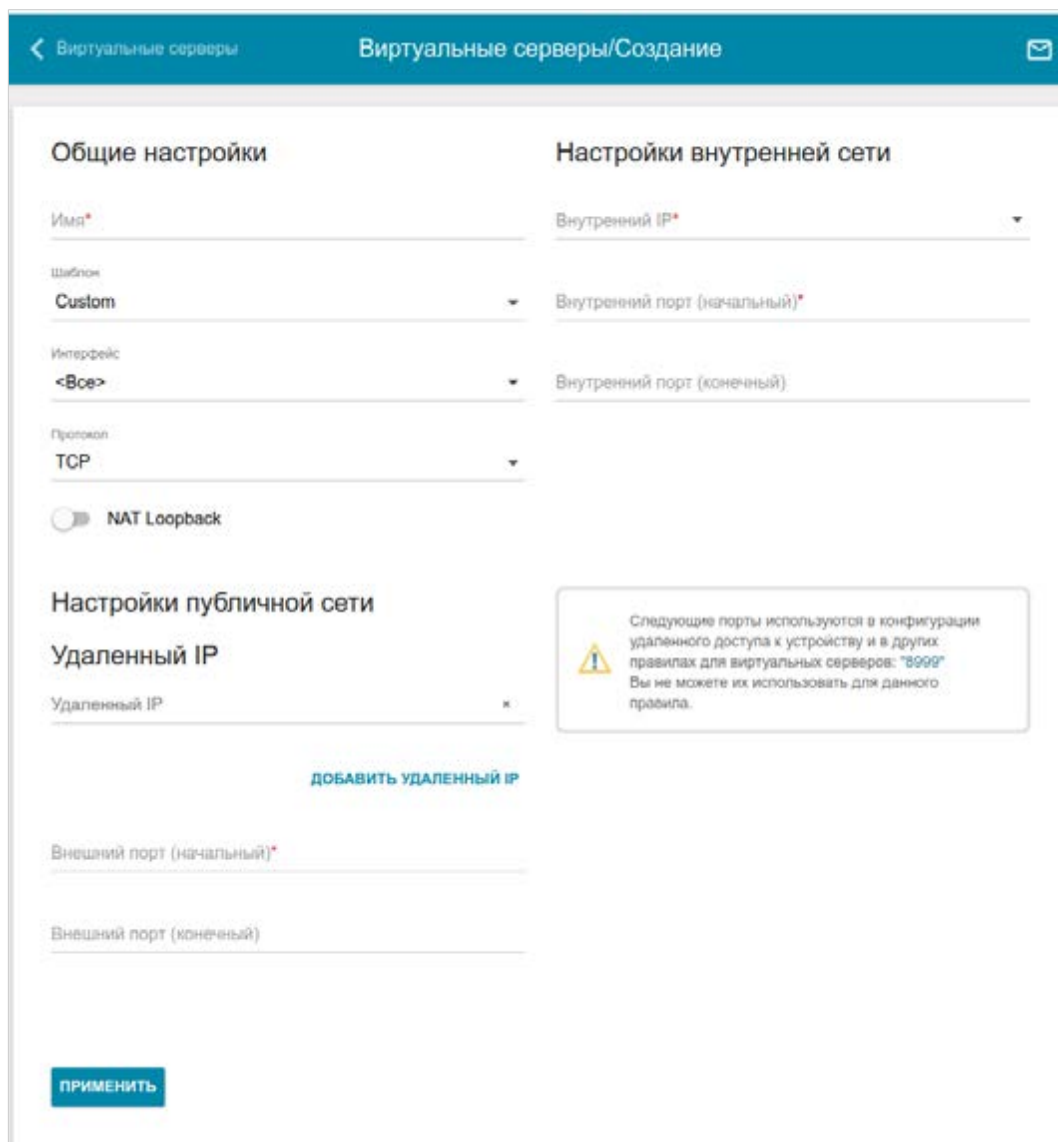 Виртуальные серверы
Виртуальные серверы/Создание
Общие настройки
Имя*
Шаблон
Custom
Интерфейс
<Все>
Протокол
TCP
NAT Loopback
Настройки внутренней сети
Внутренний IP*
Внутренний порт (начальный)*
Внутренний порт (конечный)
Настройки публичной сети
Удаленный IP
Удаленный IP
ДОБАВИТЬ УДАЛЕННЫЙ IP
Внешний порт (начальный)*
Внешний порт (конечный)
Следующие порты используются в конфигурации
удаленного доступа к устройству и в других
правилах для виртуальных серверов: "8999"
Вы не можете их использовать для данного
правила.
ПРИМЕНИТЬ